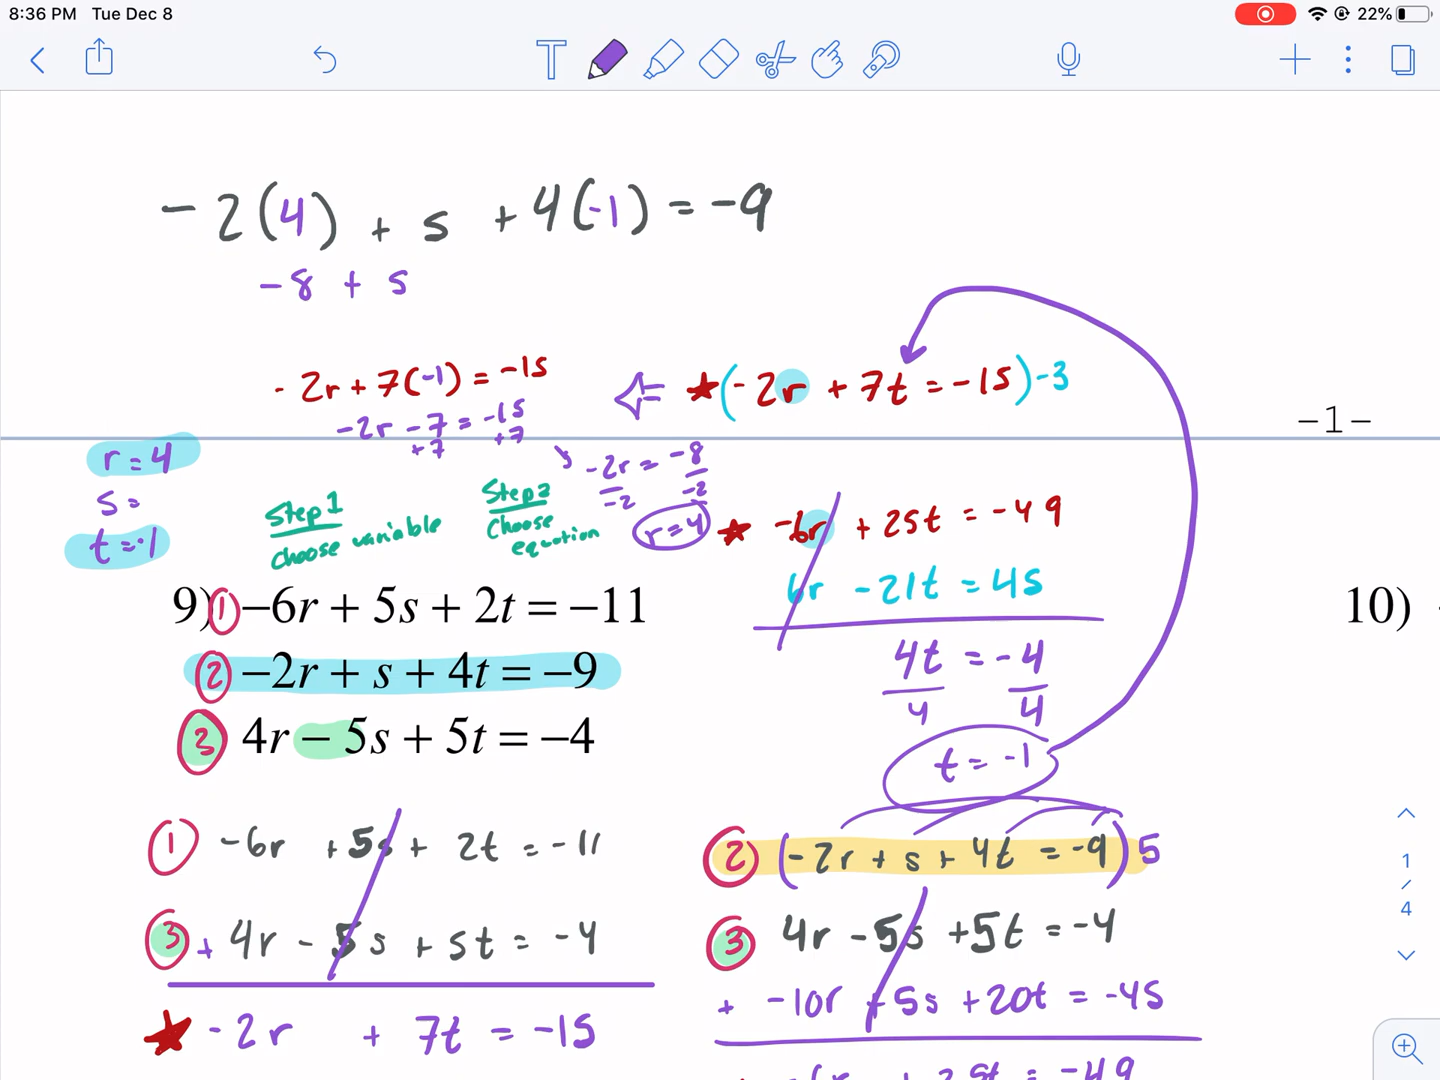 8:36 PM Tue Dec 8 22%
T
-2(4) + s + 4(-1) = -9
-8 + s
-2r + 7(-1) = -15
-2r - 7 = -15
+7 +7
-2r = -8
-2 -2
r=4
★(-2r + 7t = -15)-3
-1-
r=4
s=
t=-1
Step 1
Choose variable
Step 2
Choose
equation
★ -6r + 25t = -49
6r -21t = 45
4t = -4
4 4
t = -1
9) ① −6r + 5s + 2t = −11
② −2r + s + 4t = −9
③ 4r − 5s + 5t = −4
10)
① -6r +5s + 2t = -11
③ + 4r - 5s + 5t = -4
★ -2r + 7t = -15
② (-2r + s + 4t = -9)5
③ 4r -5s +5t = -4
+ -10r +5s +20t = -45
-6r + 25t = -49
1
/
4